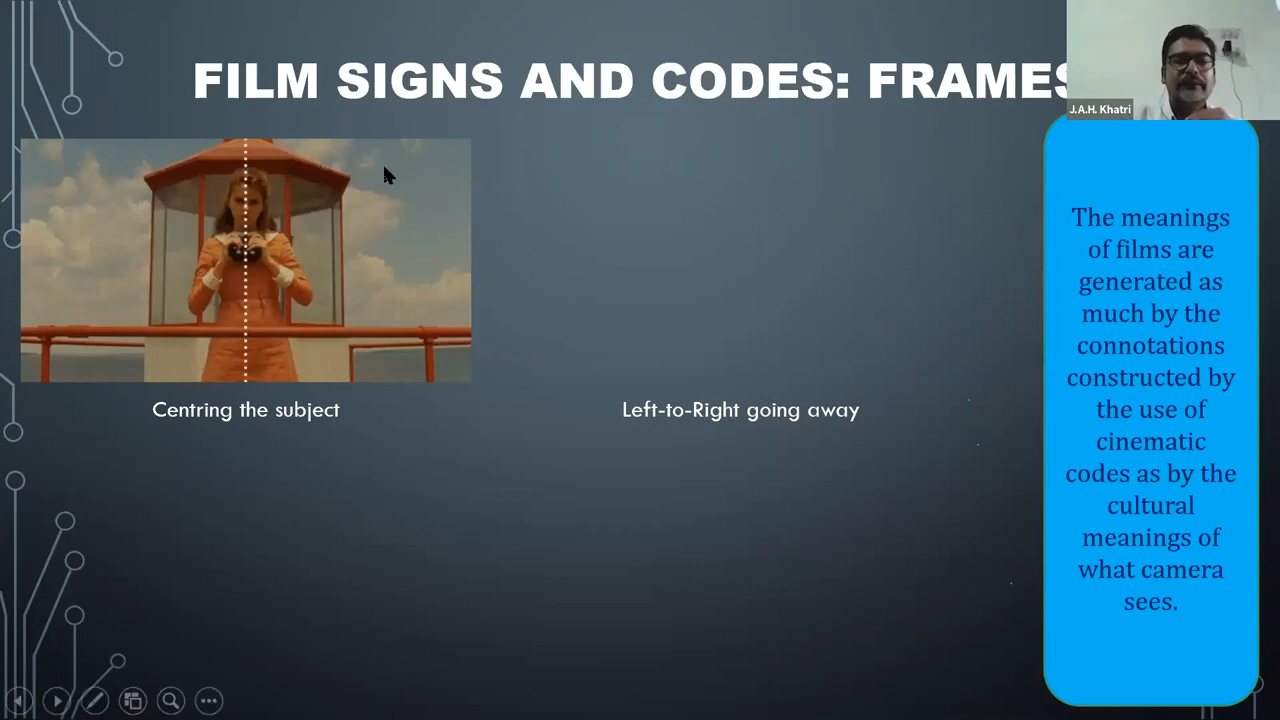 FILM SIGNS AND CODES: FRAMES
J.A.H. Khatri
Centring the subject
Left-to-Right going away
The meanings
of films are
generated as
much by the
connotations
constructed by
the use of
cinematic
codes as by the
cultural
meanings of
what camera
sees.